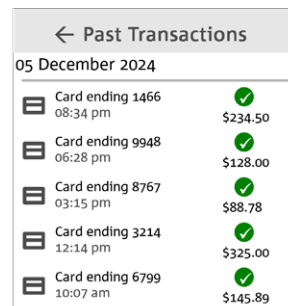 Past Transactions
05 December 2024
Card ending 1466
08:34 pm
$234.50
Card ending 9948
06:28 pm
$128.00
Card ending 8767
03:15 pm
$88.78
Card ending 3214
12:14 pm
$325.00
Card ending 6799
10:07 am
$145.89